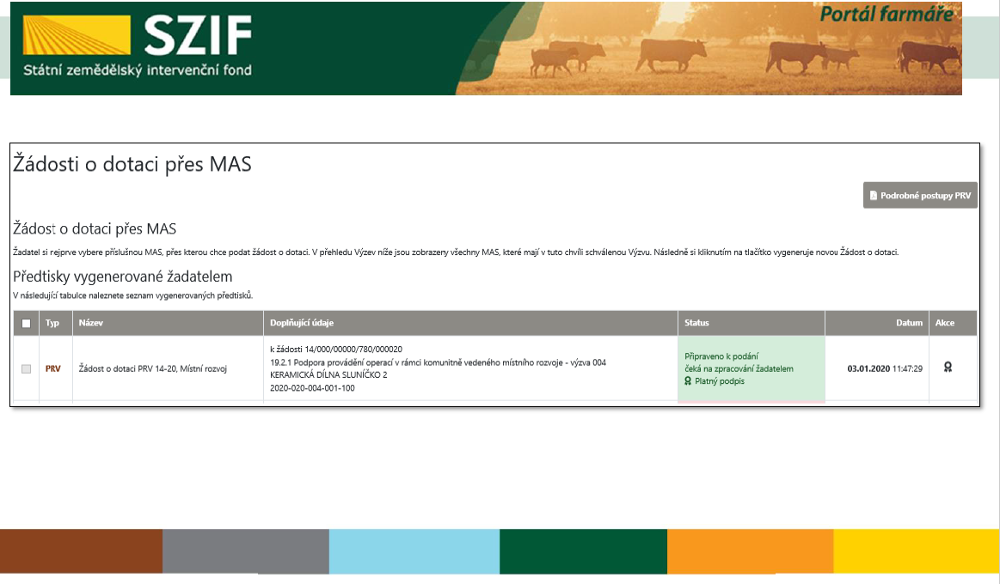 Portál farmáře
SZIF
Státní zemědělský intervenční fond
Žádosti o dotaci přes MAS
Podrobné postupy PRV
Žádost o dotaci přes MAS
Žadatel si rejprve vybere příslušnou MAS, přes kterou chce podat žádost o dotaci. V přehledu Výzev níže jsou zobrazeny všechny MAS, které mají v tuto chvíli schválenou Výzvu. Následně si kliknutím na tlačítko vygeneruje novou Žádost o dotaci.
Předtisky vygenerované žadatelem
V následující tabulce naleznete seznam vygenerovaných předtisků.
Typ Název Doplňující údaje Status Datum Akce
k žádosti 14/000/00000/780/000020
19.2.1 Podpora provádění operací v rámci komunitně vedeného místního rozvoje - výzva 004
KERAMICKÁ DÍLNA SLUNÍČKO 2
2020-020-004-001-100
PRV Žádost o dotaci PRV 14-20, Místní rozvoj
Připraveno k podání
čeká na zpracování žadatelem
Platný podpis
03.01.2020 11:47:29